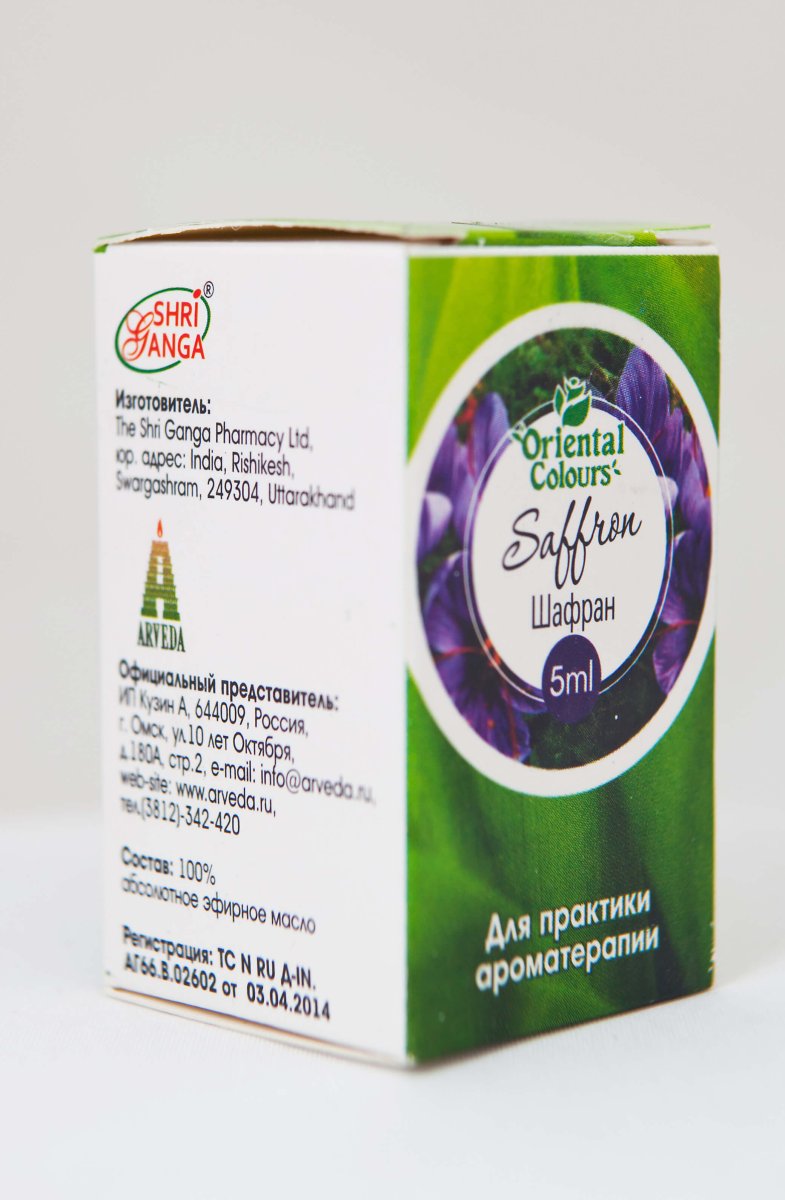 SHRI
GANGA®
Изготовитель:
The Shri Ganga Pharmacy Ltd,
юр. адрес: India, Rishikesh,
Swargashram, 249304, Uttarakhand
ARVEDA
Официальный представитель:
ИП Кузин А, 644009, Россия,
г. Омск, ул.10 лет Октября,
д.180А, стр.2, e-mail: info@arveda.ru,
web-site: www.arveda.ru,
тел.(3812)-342-420
Состав: 100%
абсолютное эфирное масло
Регистрация: ТС N RU Д-IN.
АГ66.В.02602 от 03.04.2014
Oriental
Colours
Saffron
Шафран
5ml
Для практики
ароматерапии